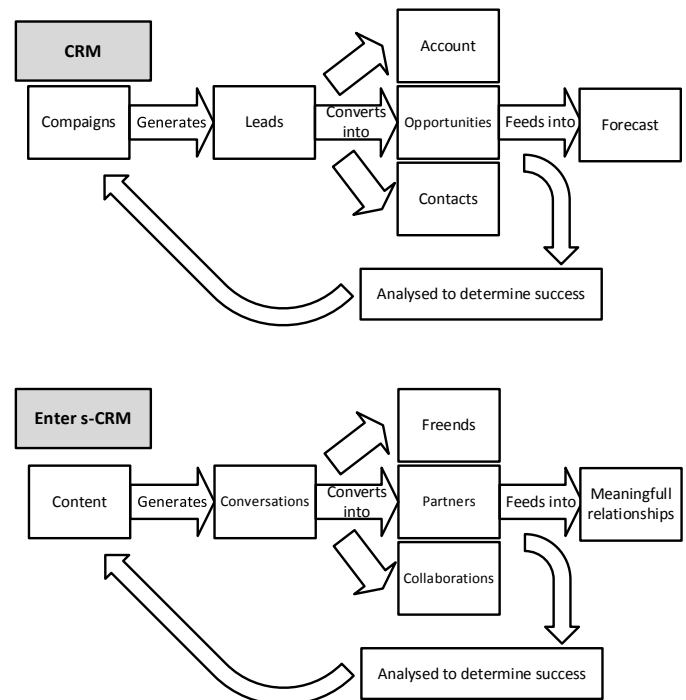 CRM
Account
Compaigns
Generates
Leads
Converts
into
Opportunities
Feeds into
Forecast
Contacts
Analysed to determine success
Enter s-CRM
Freends
Content
Generates
Conversations
Converts
into
Partners
Feeds into
Meaningfull
relationships
Collaborations
Analysed to determine success